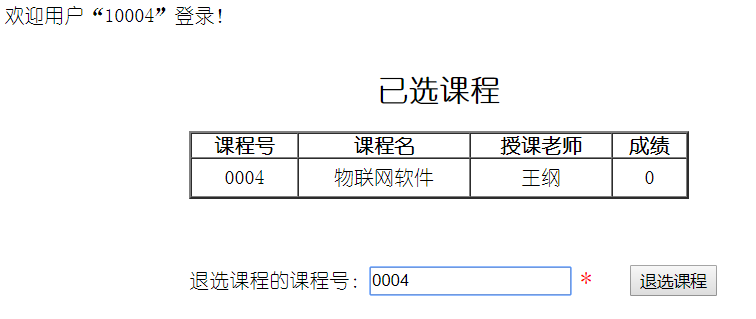 欢迎用户“10004”登录!
已选课程
课程号 课程名 授课老师 成绩
0004 物联网软件 王纲 0
退选课程的课程号: 0004 * 退选课程